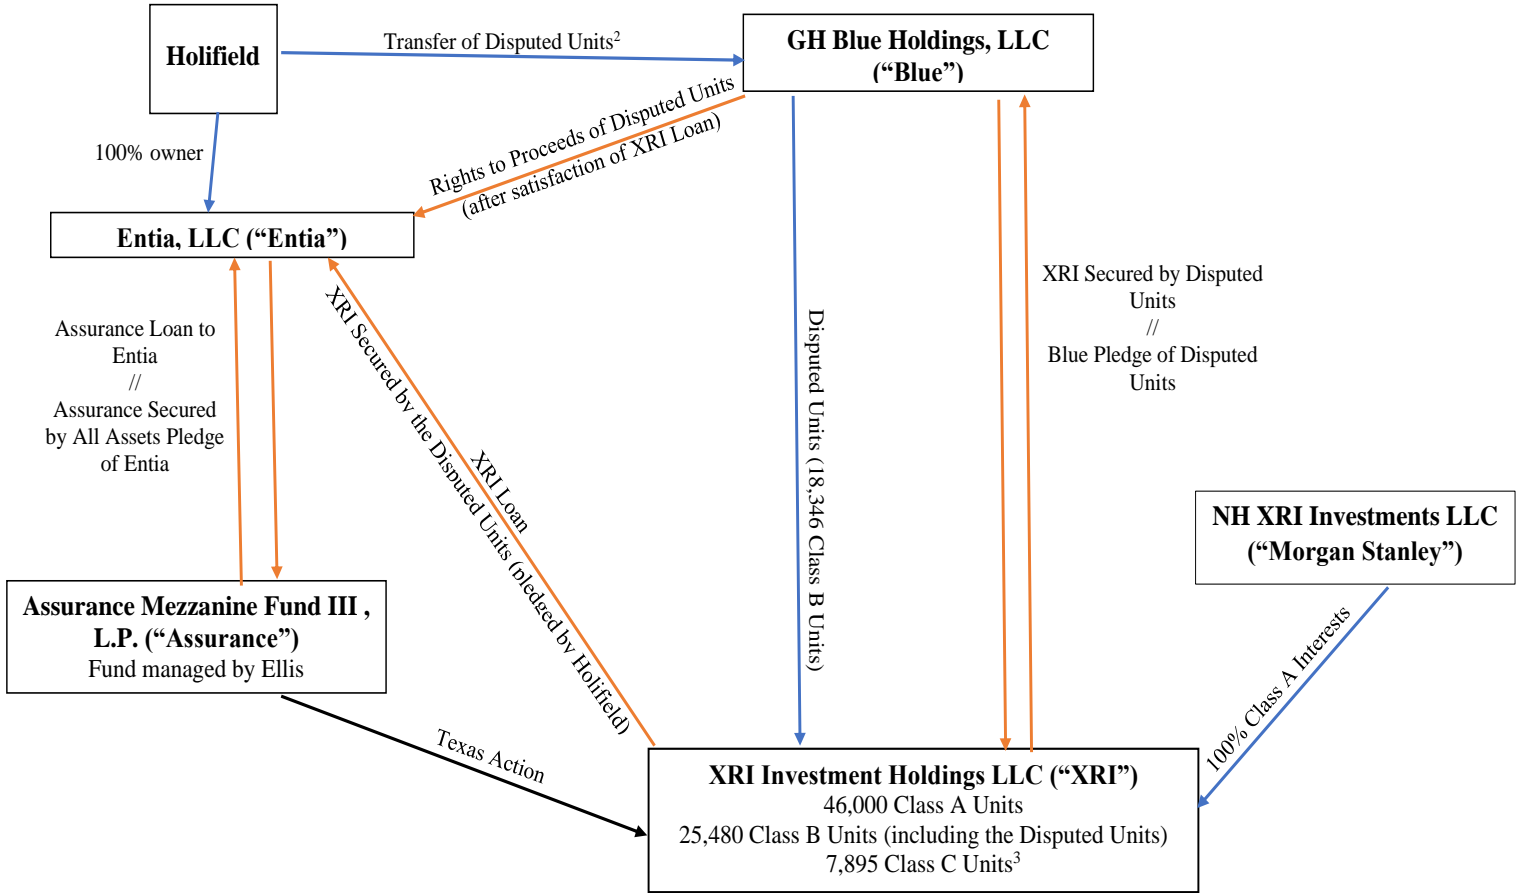 Holifield
Transfer of Disputed Units²
GH Blue Holdings, LLC
(“Blue”)
100% owner
Rights to Proceeds of Disputed Units
(after satisfaction of XRI Loan)
Entia, LLC (“Entia”)
Assurance Loan to
Entia
//
Assurance Secured
by All Assets Pledge
of Entia
XRI Loan
XRI Secured by the Disputed Units (pledged by Holifield)
Disputed Units (18,346 Class B Units)
XRI Secured by Disputed
Units
//
Blue Pledge of Disputed
Units
NH XRI Investments LLC
(“Morgan Stanley”)
100% Class A Interests
Assurance Mezzanine Fund III ,
L.P. (“Assurance”)
Fund managed by Ellis
Texas Action
XRI Investment Holdings LLC (“XRI”)
46,000 Class A Units
25,480 Class B Units (including the Disputed Units)
7,895 Class C Units³